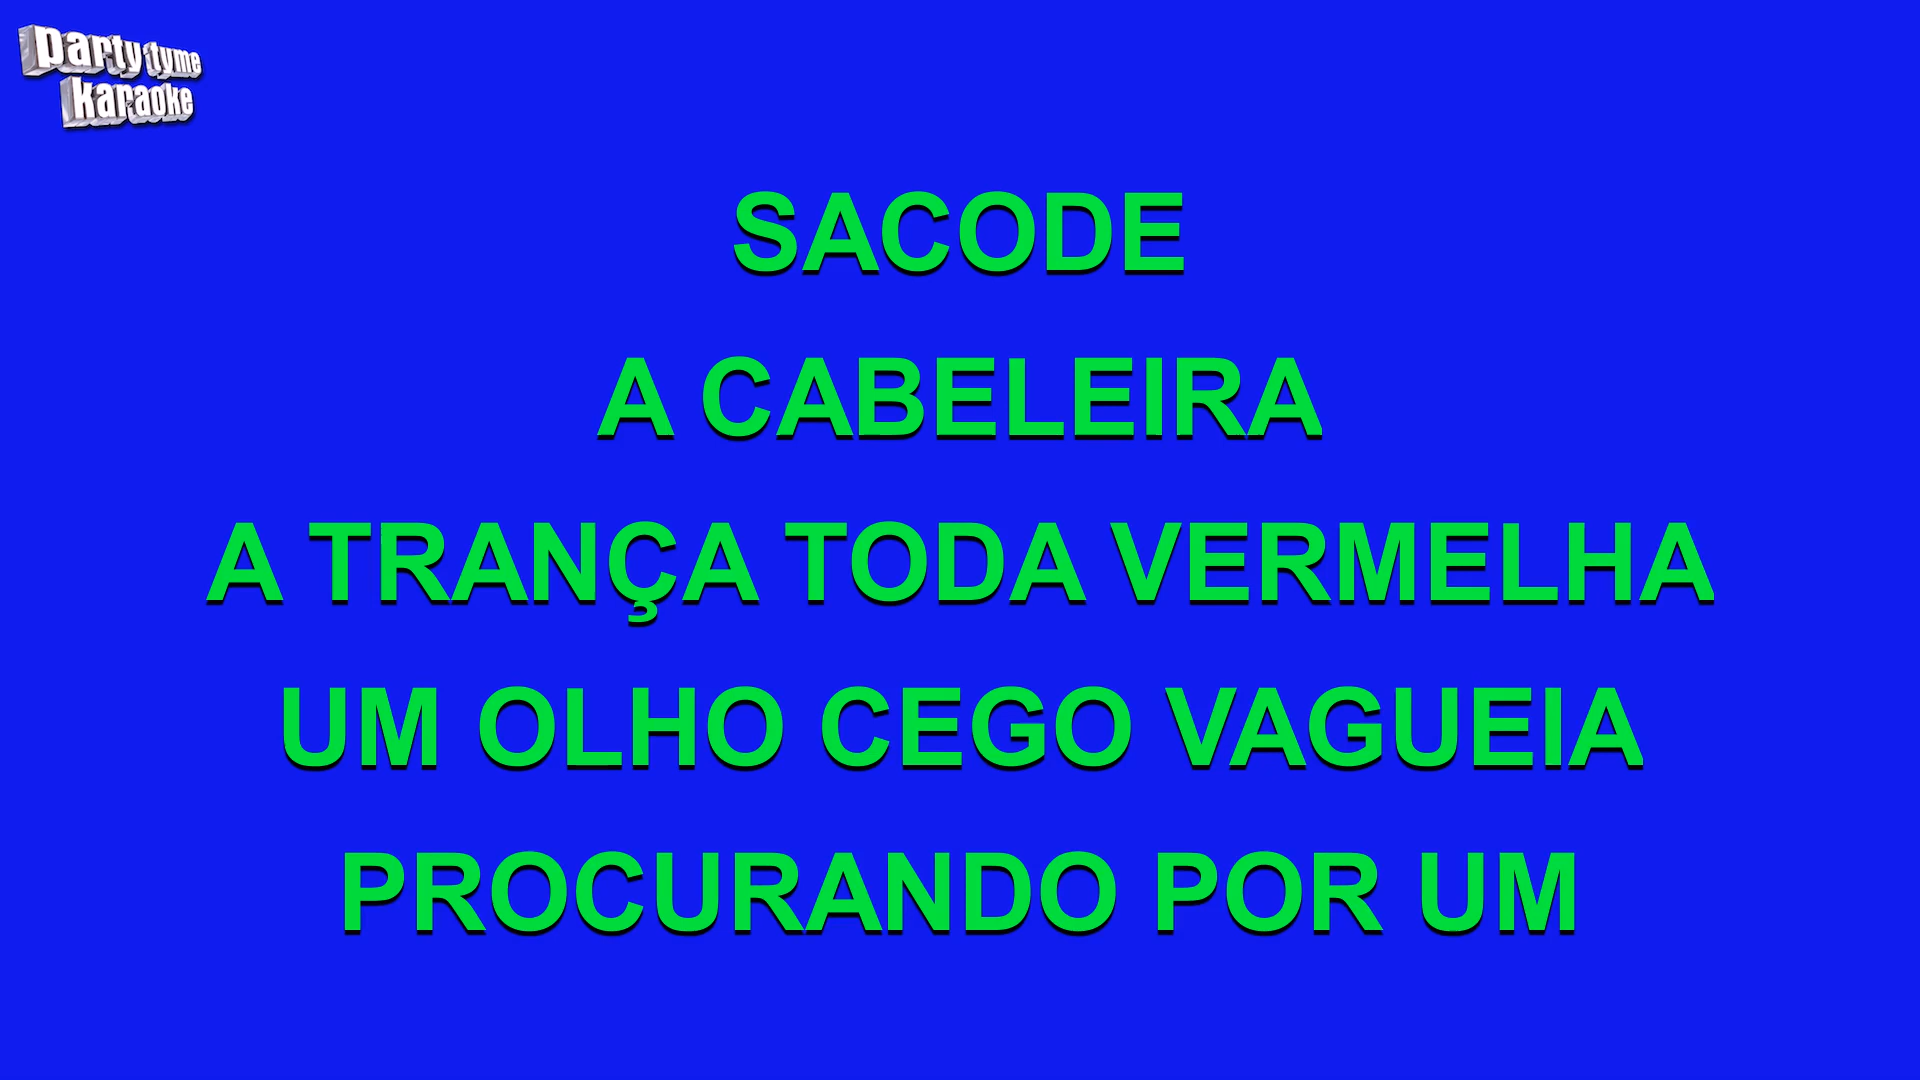 party tyme
karaoke
SACODE
A CABELEIRA
A TRANÇA TODA VERMELHA
UM OLHO CEGO VAGUEIA
PROCURANDO POR UM